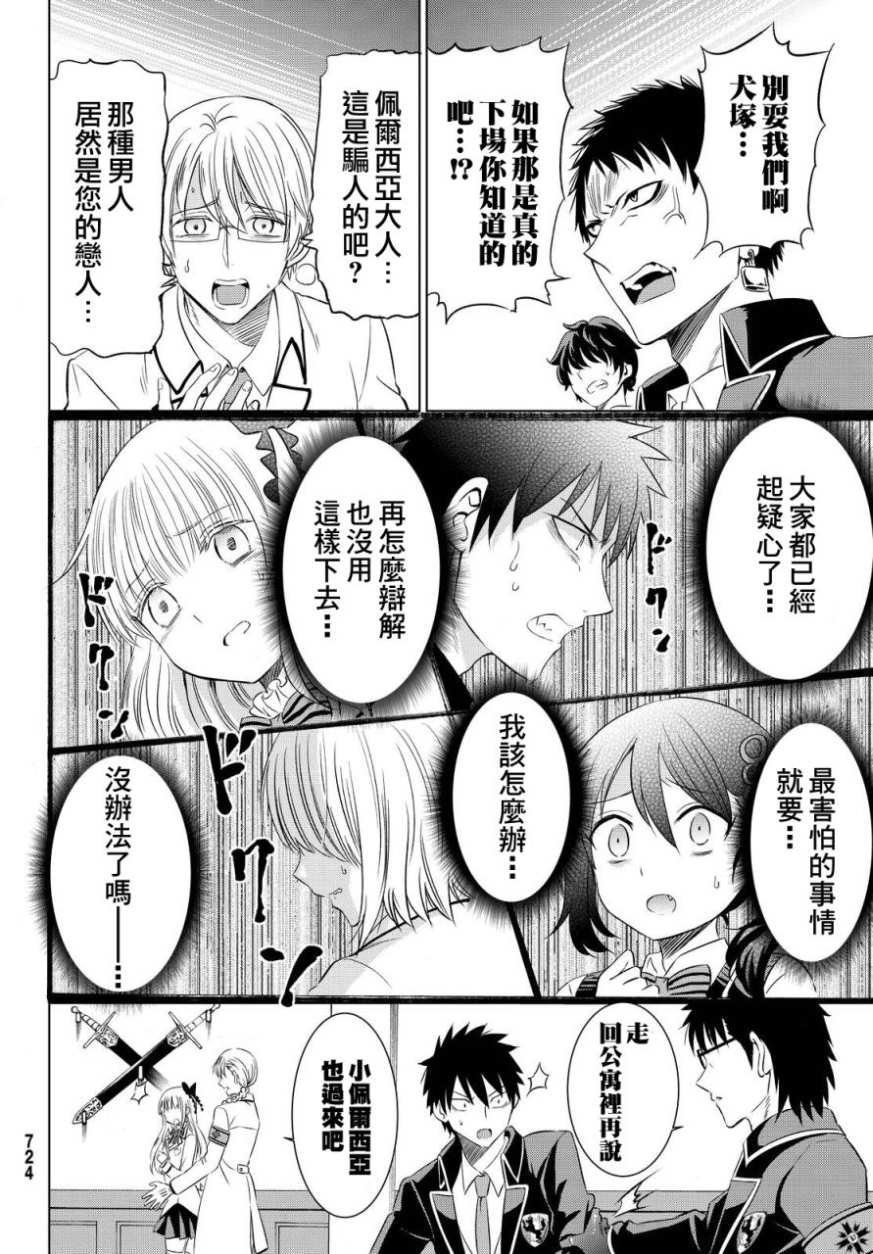 別耍我們啊
犬塚⋯
如果那是真的
下場你知道的
吧⋯!?
佩爾西亞大人⋯
這是騙人的吧?
那種男人
居然是您的戀人⋯
大家都已經
起疑心了⋯
ドクン
再怎麼辯解
也沒用
這樣下去⋯
ドクン
最害怕的事情
就要⋯
我該怎麼辦⋯
ドクン
沒辦法了嗎——⋯
走
回公寓裡再說
小佩爾西亞
也過來吧
724